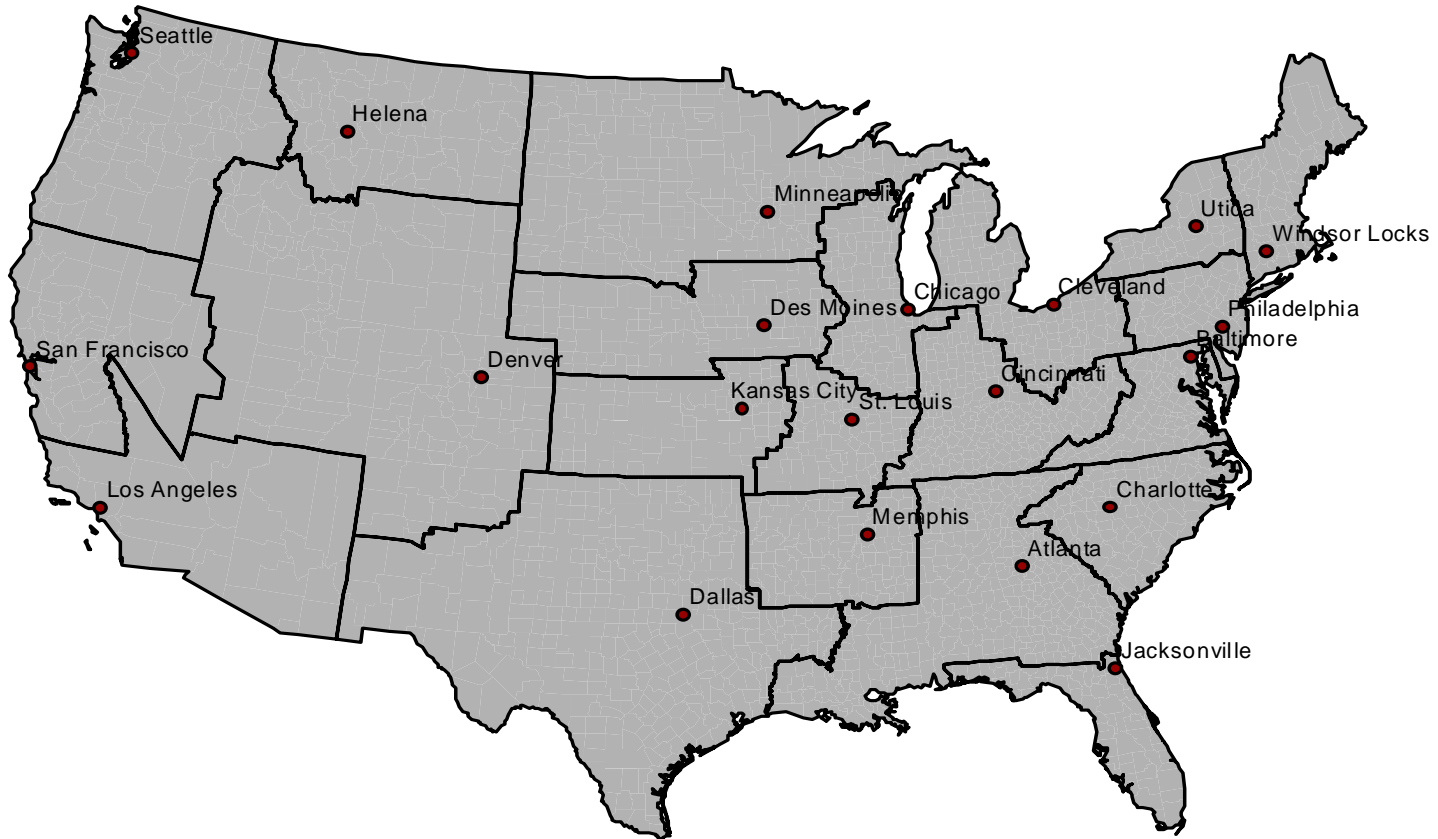 Seattle
Helena
Minneapolis
Utica
Windsor Locks
Chicago
Cleveland
Des Moines
Philadelphia
Baltimore
San Francisco
Denver
Cincinnati
Kansas City
St. Louis
Los Angeles
Charlotte
Memphis
Atlanta
Dallas
Jacksonville